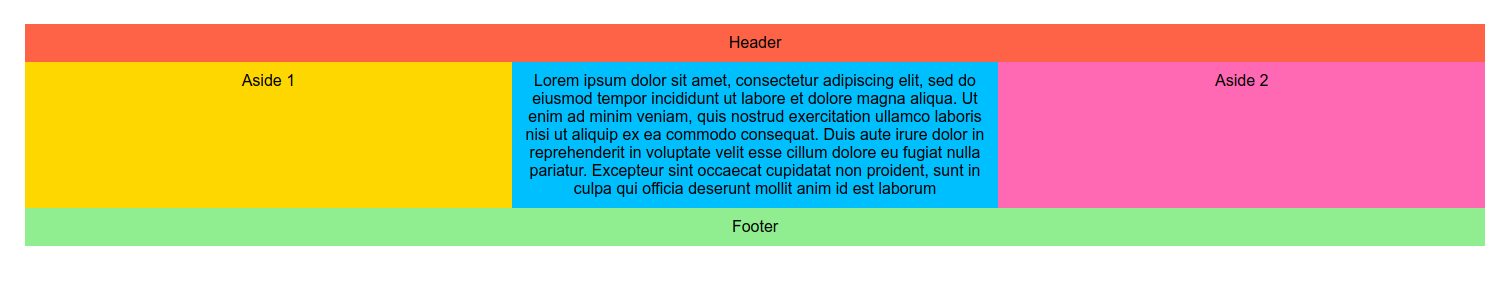 Header
Aside 1
Lorem ipsum dolor sit amet, consectetur adipiscing elit, sed do
eiusmod tempor incididunt ut labore et dolore magna aliqua. Ut
enim ad minim veniam, quis nostrud exercitation ullamco laboris
nisi ut aliquip ex ea commodo consequat. Duis aute irure dolor in
reprehenderit in voluptate velit esse cillum dolore eu fugiat nulla
pariatur. Excepteur sint occaecat cupidatat non proident, sunt in
culpa qui officia deserunt mollit anim id est laborum
Aside 2
Footer